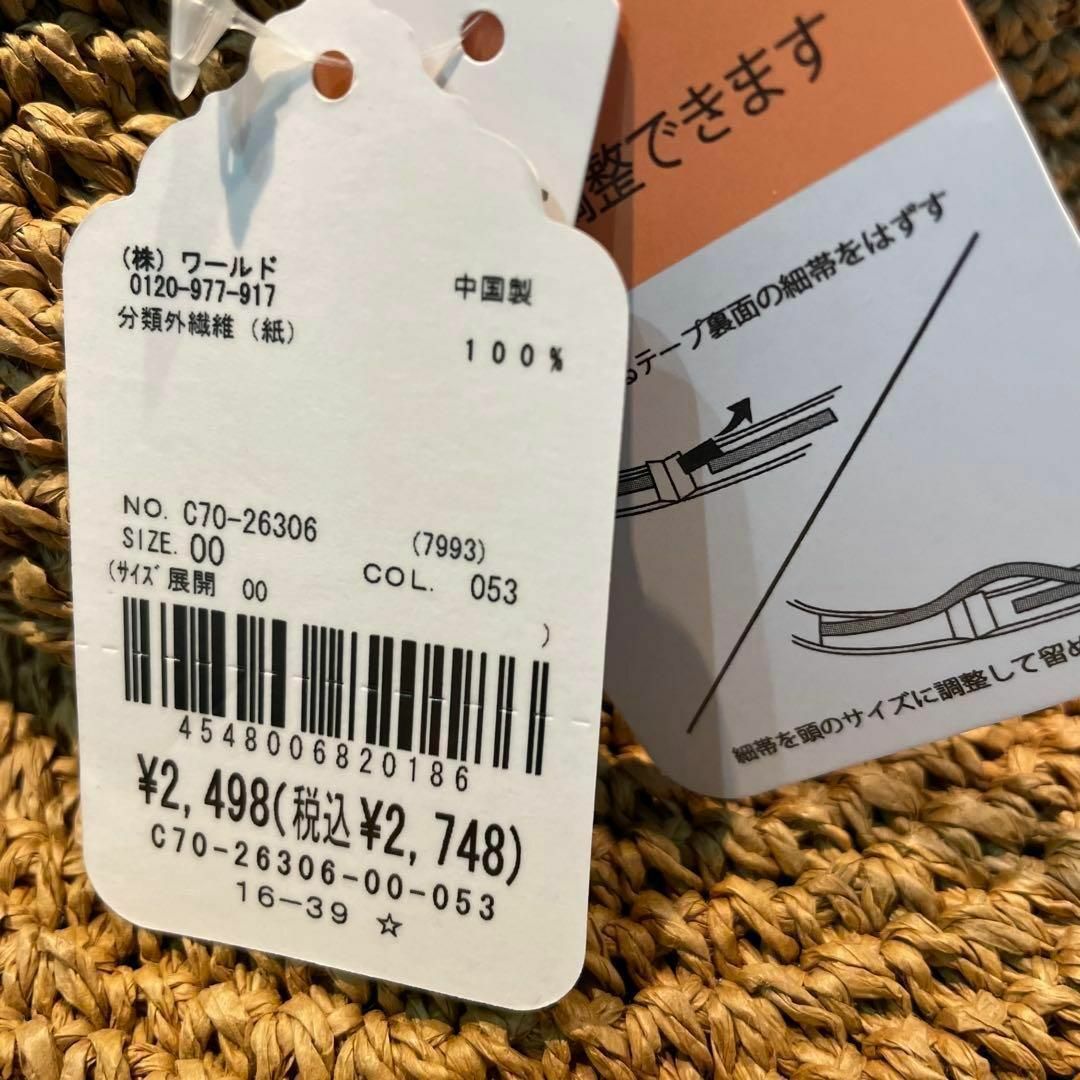 (株) ワールド
0120-977-917
中国製
分類外繊維 (紙)
100%
NO. C70-26306
(7993)
SIZE. 00
COL. 053
(サイズ展開 00
)
4548006820186
¥2,498(税込¥2,748)
C70-26306-00-053
16-39 ☆
調整できます
るテープ裏面の細帯をはずす
細帯を頭のサイズに調整して留め